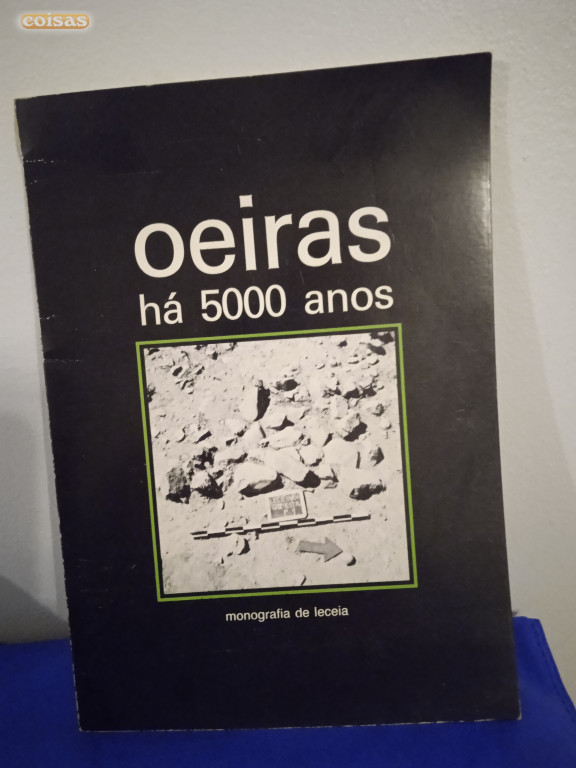 coisas
oeiras
há 5000 anos
monografia de leceia